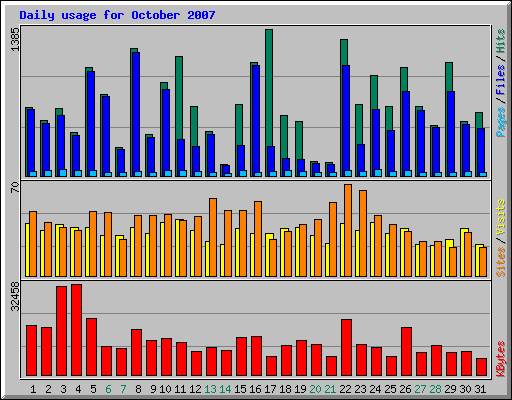 Daily usage for October 2007
1385
Pages / Files / Hits
70
Sites / Visits
32458
KBytes
1 2 3 4 5 6 7 8 9 10 11 12 13 14 15 16 17 18 19 20 21 22 23 24 25 26 27 28 29 30 31